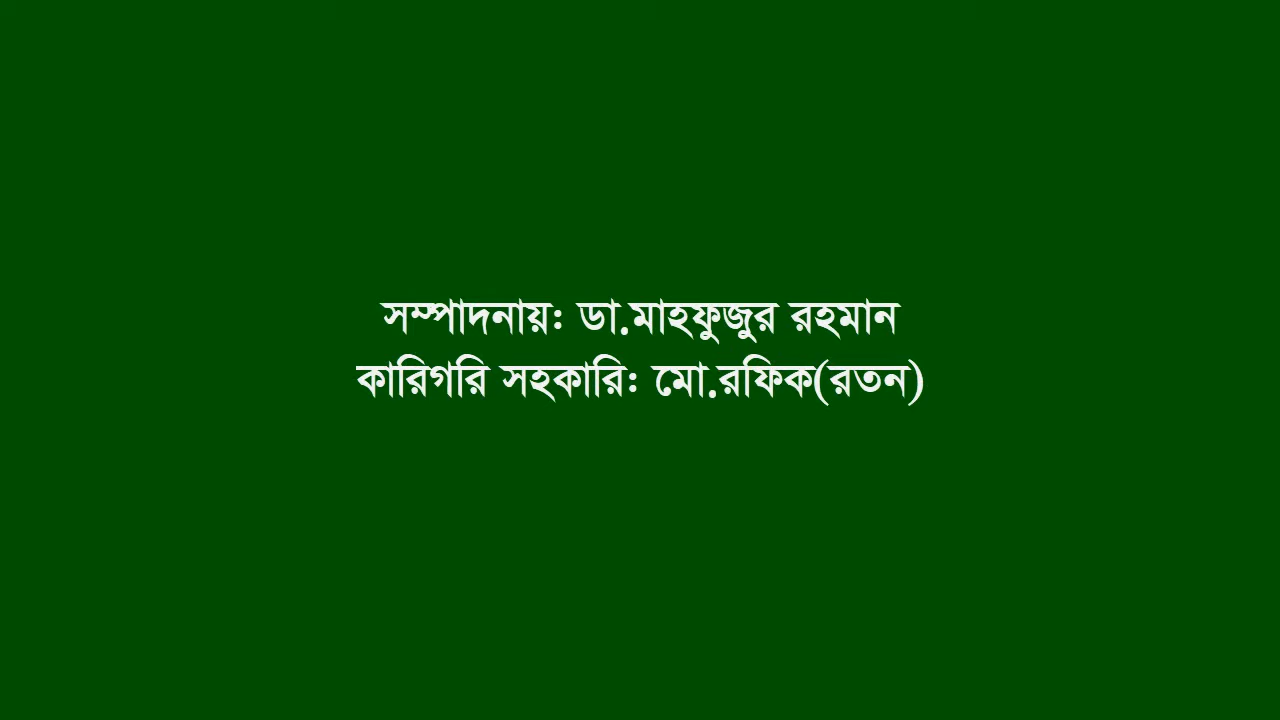 সম্পাদনায়: ডা.মাহফুজুর রহমান
কারিগরি সহকারি: মো.রফিক(রতন)